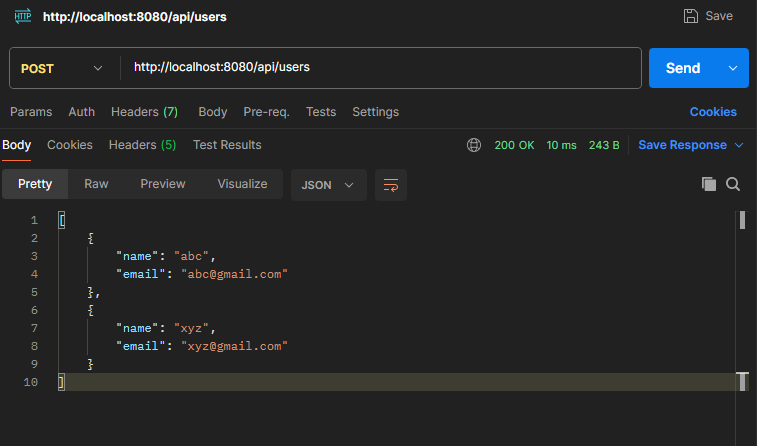 HTTP http://localhost:8080/api/users Save
POST http://localhost:8080/api/users Send
Params Auth Headers (7) Body Pre-req. Tests Settings Cookies
Body Cookies Headers (5) Test Results 200 OK 10 ms 243 B Save Response
Pretty Raw Preview Visualize JSON
1 [
2 {
3 "name": "abc",
4 "email": "abc@gmail.com"
5 },
6 {
7 "name": "xyz",
8 "email": "xyz@gmail.com"
9 }
10 ]